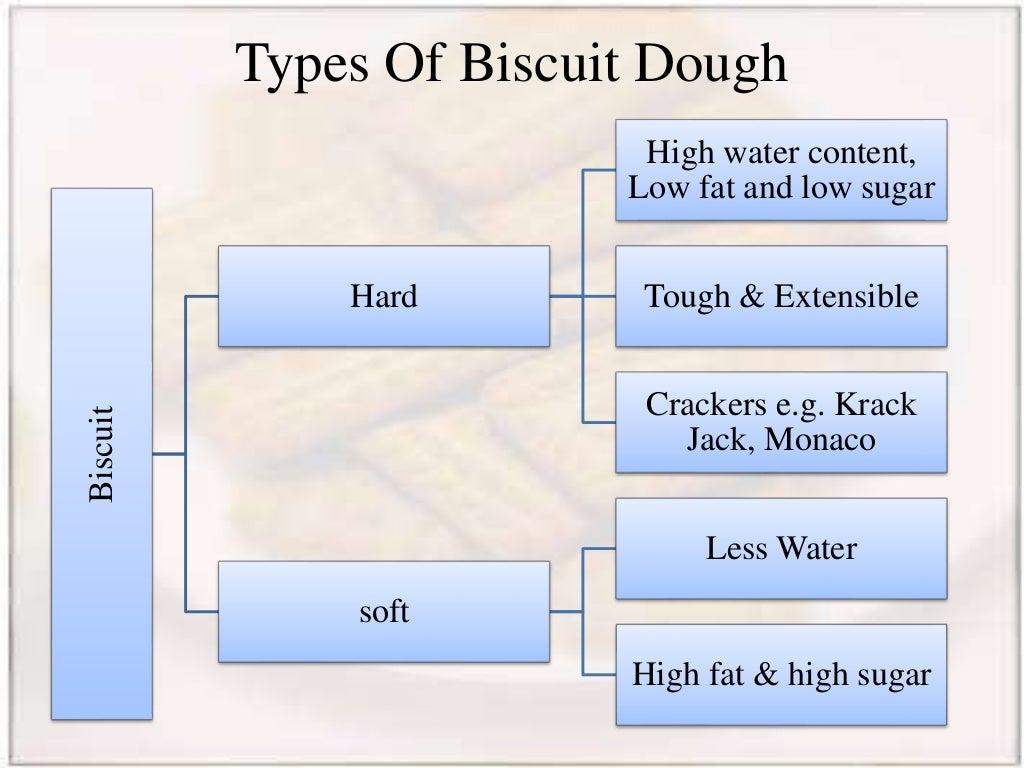 Types Of Biscuit Dough
Biscuit
Hard
High water content,
Low fat and low sugar
Tough & Extensible
Crackers e.g. Krack
Jack, Monaco
soft
Less Water
High fat & high sugar